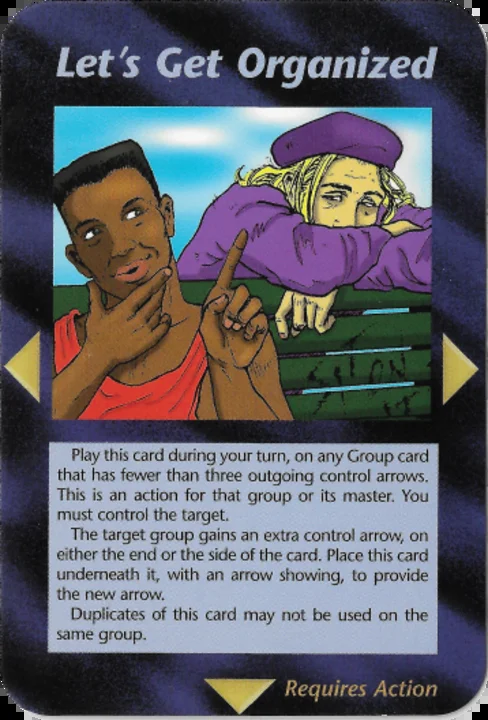 Let's Get Organized
SIT ON
IT
Play this card during your turn, on any Group card
that has fewer than three outgoing control arrows.
This is an action for that group or its master. You
must control the target.
The target group gains an extra control arrow, on
either the end or the side of the card. Place this card
underneath it, with an arrow showing, to provide
the new arrow.
Duplicates of this card may not be used on the
same group.
Requires Action